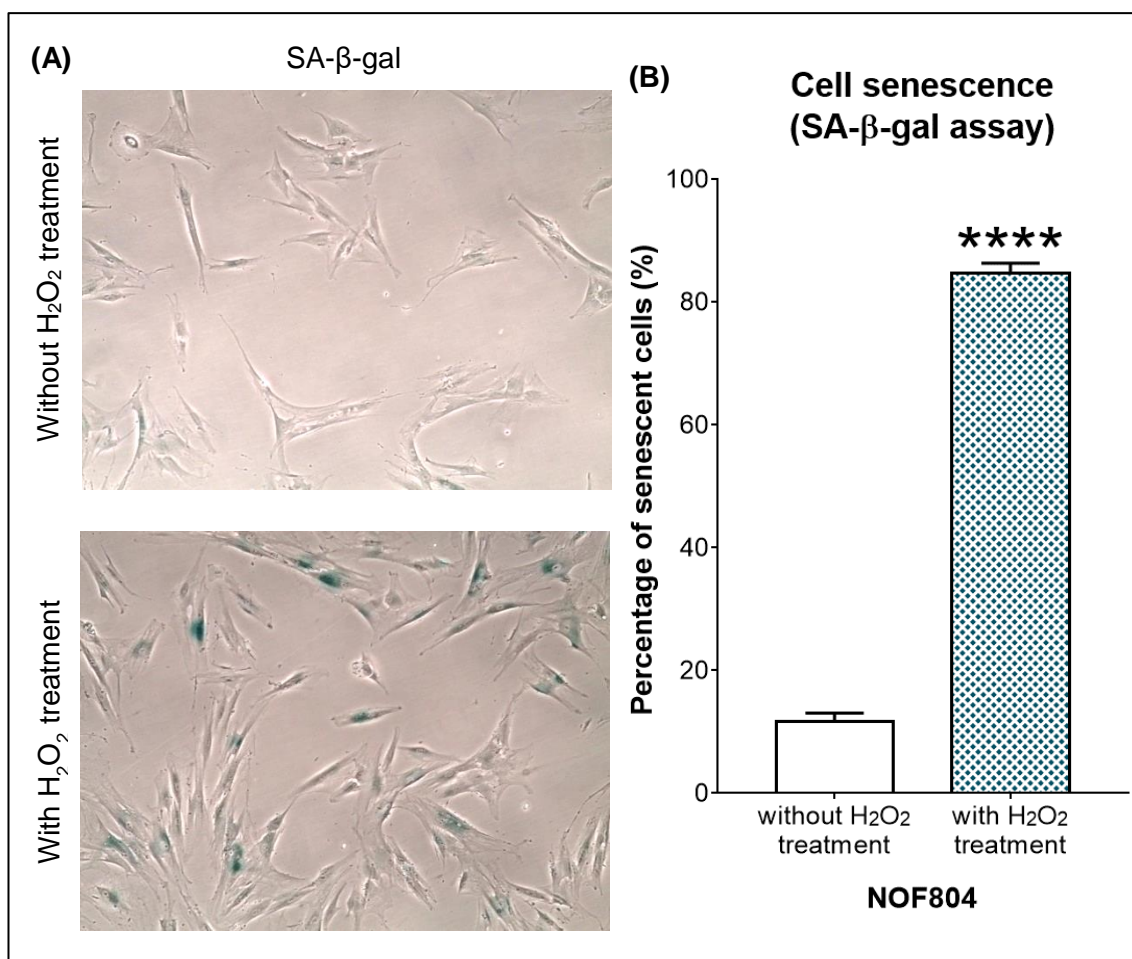 (A)
SA-β-gal
Without H₂O₂ treatment
With H₂O₂ treatment
(B)
Cell senescence
(SA-β-gal assay)
Percentage of senescent cells (%)
100
80
60
40
20
0
****
without H₂O₂
treatment
with H₂O₂
treatment
NOF804